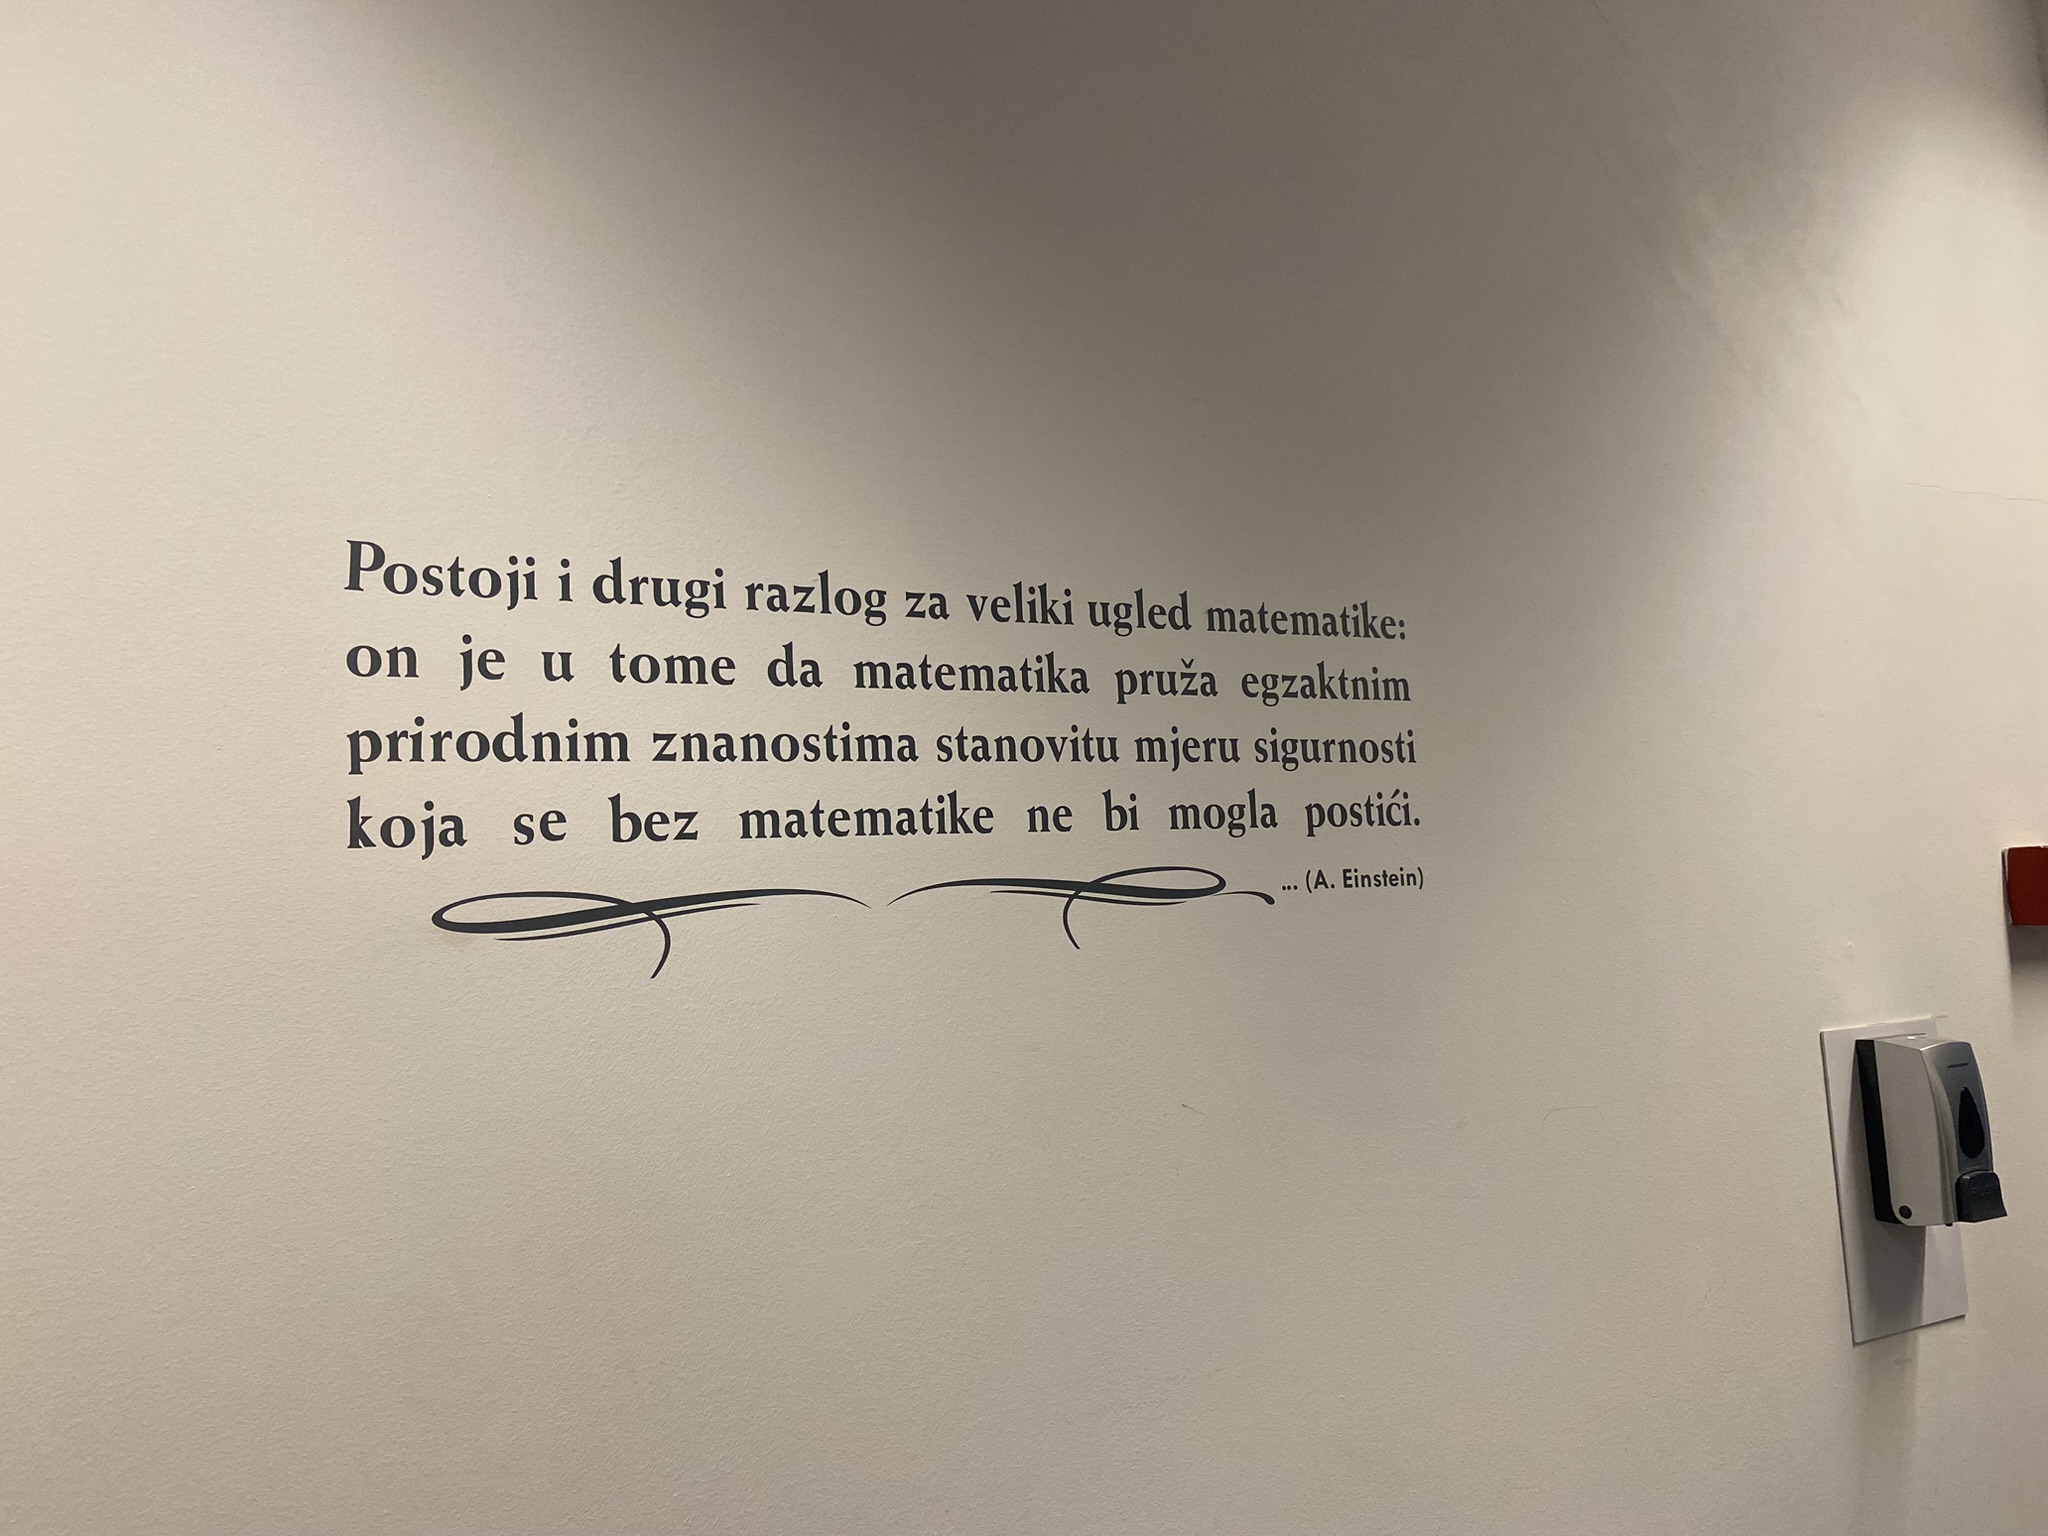 Postoji i drugi razlog za veliki ugled matematike:
on je u tome da matematika pruža egzaktnim
prirodnim znanostima stanovitu mjeru sigurnosti
koja se bez matematike ne bi mogla postići.
... (A. Einstein)